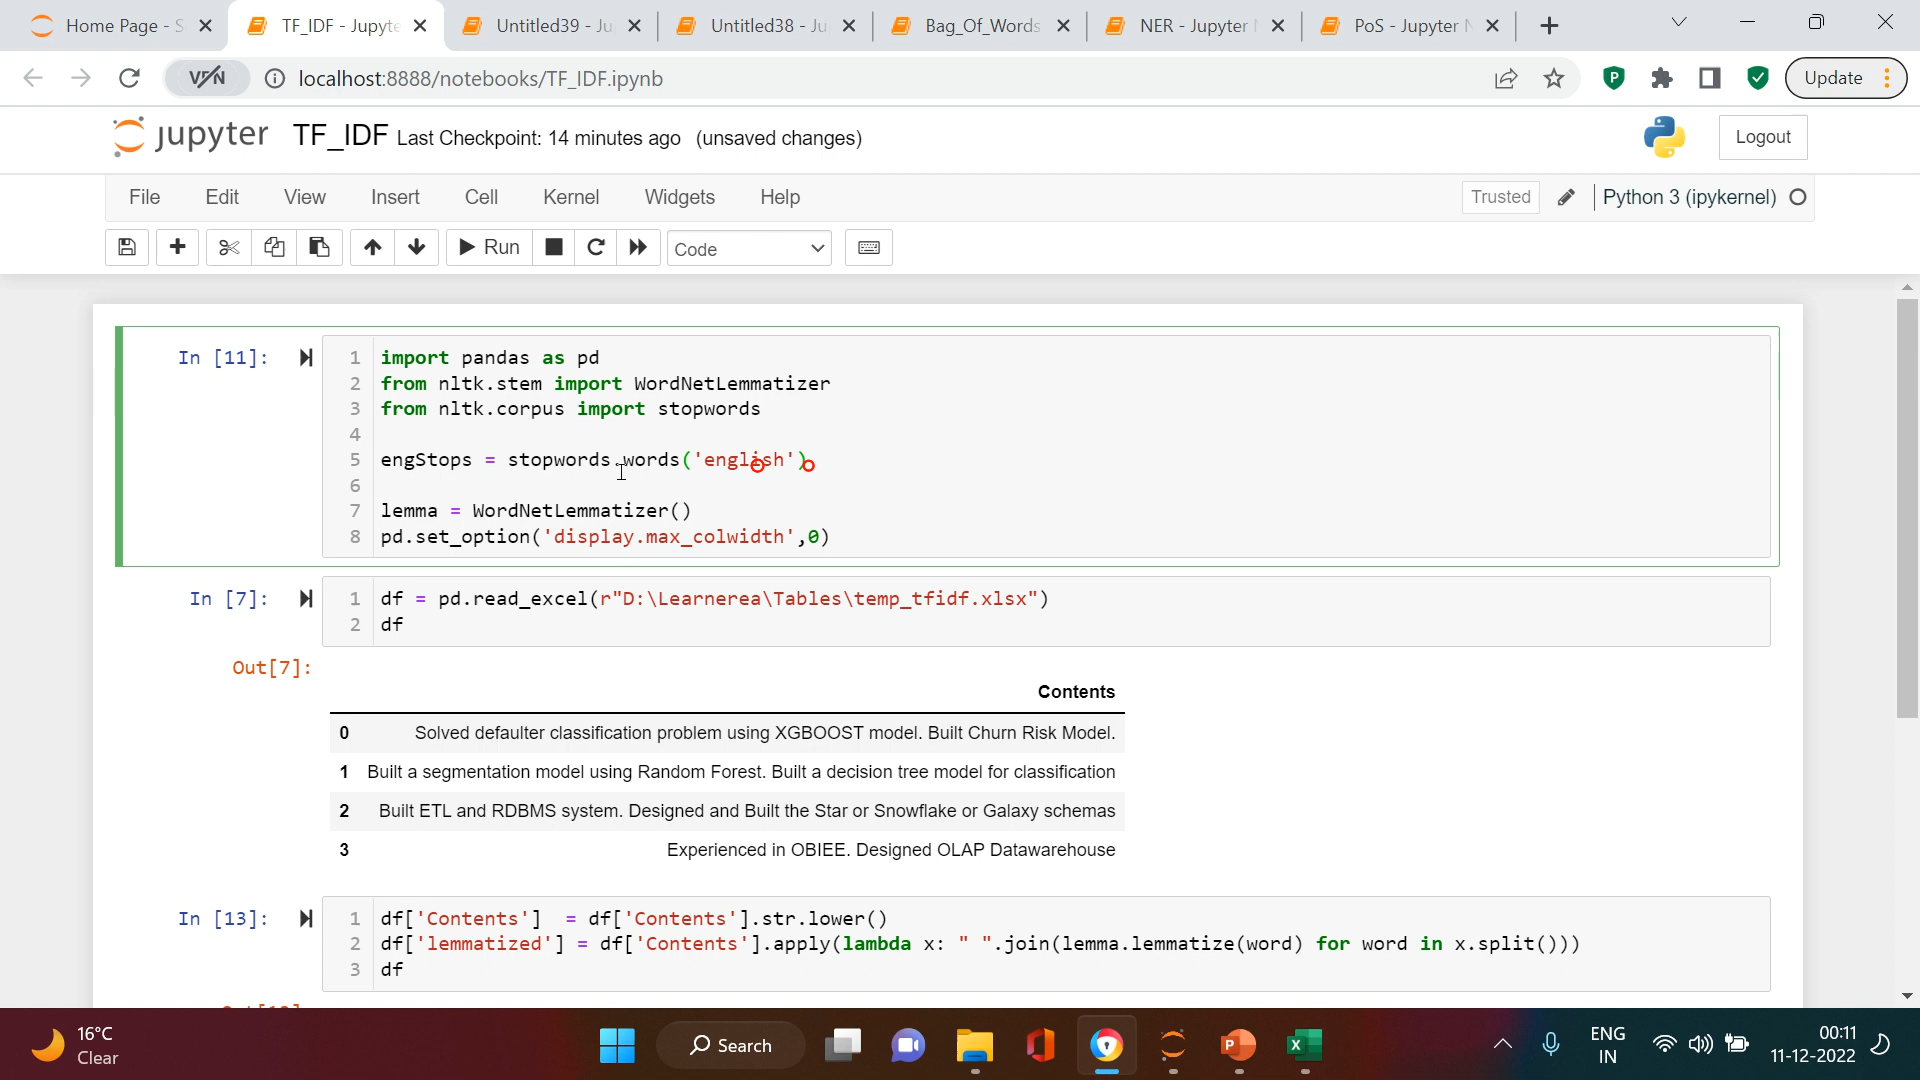 Home Page - S
TF_IDF - Jupyte
Untitled39 - Ju
Untitled38 - Ju
Bag_Of_Words
NER - Jupyter
PoS - Jupyter N
VPN
localhost:8888/notebooks/TF_IDF.ipynb
Update
jupyter TF_IDF Last Checkpoint: 14 minutes ago (unsaved changes)
Logout
File Edit View Insert Cell Kernel Widgets Help
Trusted
Python 3 (ipykernel)
Run
Code
In [11]:
1 import pandas as pd
2 from nltk.stem import WordNetLemmatizer
3 from nltk.corpus import stopwords
4
5 engStops = stopwords.words('english')
6
7 lemma = WordNetLemmatizer()
8 pd.set_option('display.max_colwidth',0)
In [7]:
1 df = pd.read_excel(r"D:\Learnerea\Tables\temp_tfidf.xlsx")
2 df
Out[7]:
Contents
0 Solved defaulter classification problem using XGBOOST model. Built Churn Risk Model.
1 Built a segmentation model using Random Forest. Built a decision tree model for classification
2 Built ETL and RDBMS system. Designed and Built the Star or Snowflake or Galaxy schemas
3 Experienced in OBIEE. Designed OLAP Datawarehouse
In [13]:
1 df['Contents']  = df['Contents'].str.lower()
2 df['lemmatized'] = df['Contents'].apply(lambda x: " ".join(lemma.lemmatize(word) for word in x.split()))
3 df
16°C
Clear
Search
ENG
IN
00:11
11-12-2022